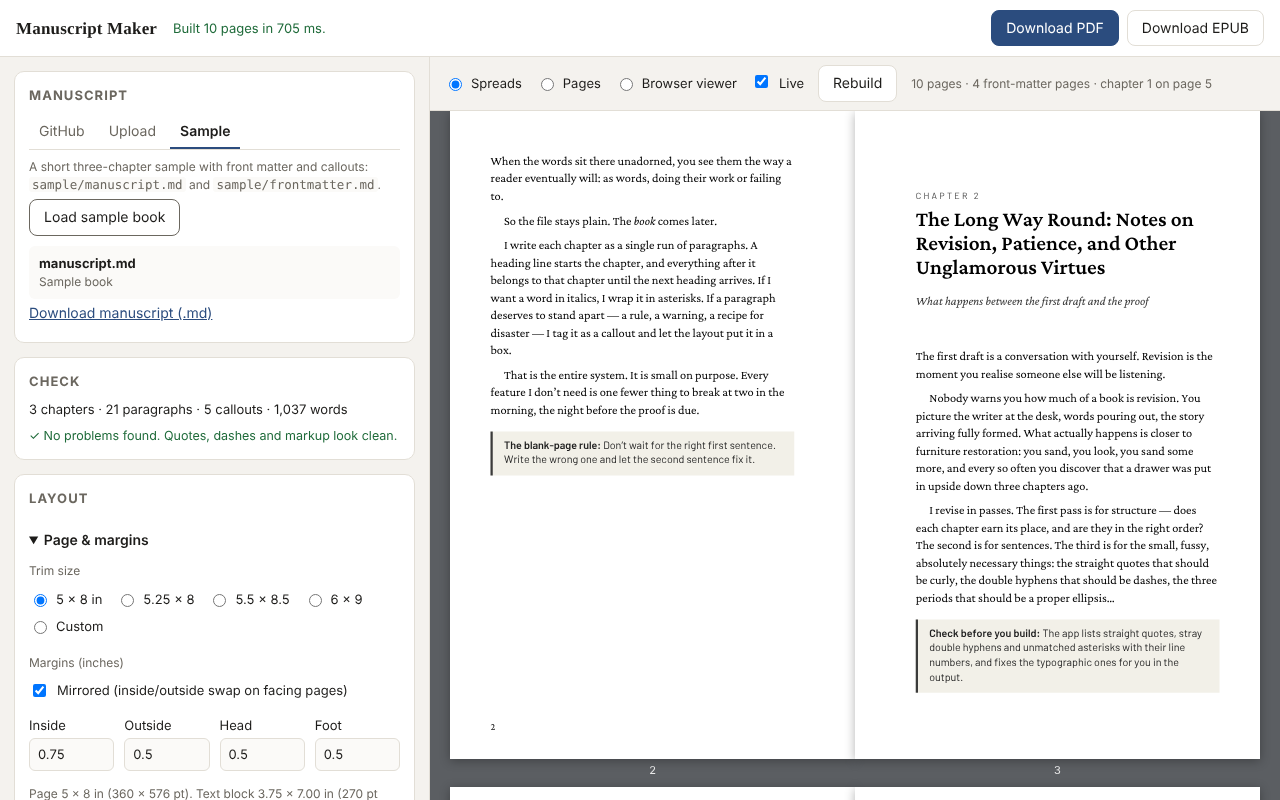 Manuscript Maker
Built 10 pages in 705 ms.
Download PDF
Download EPUB
MANUSCRIPT
GitHub
Upload
Sample
A short three-chapter sample with front matter and callouts:
sample/manuscript.md and sample/frontmatter.md.
Load sample book
manuscript.md
Sample book
Download manuscript (.md)
CHECK
3 chapters · 21 paragraphs · 5 callouts · 1,037 words
✓ No problems found. Quotes, dashes and markup look clean.
LAYOUT
▼ Page & margins
Trim size
5 × 8 in
5.25 × 8
5.5 × 8.5
6 × 9
Custom
Margins (inches)
Mirrored (inside/outside swap on facing pages)
Inside
Outside
Head
Foot
0.75
0.5
0.5
0.5
Page 5 × 8 in (360 × 576 pt). Text block 3.75 × 7.00 in (270 pt
Spreads
Pages
Browser viewer
Live
Rebuild
10 pages · 4 front-matter pages · chapter 1 on page 5
When the words sit there unadorned, you see them the way a
reader eventually will: as words, doing their work or failing
to.
So the file stays plain. The book comes later.
I write each chapter as a single run of paragraphs. A
heading line starts the chapter, and everything after it
belongs to that chapter until the next heading arrives. If I
want a word in italics, I wrap it in asterisks. If a paragraph
deserves to stand apart — a rule, a warning, a recipe for
disaster — I tag it as a callout and let the layout put it in a
box.
That is the entire system. It is small on purpose. Every
feature I don’t need is one fewer thing to break at two in the
morning, the night before the proof is due.
The blank-page rule: Don’t wait for the right first sentence.
Write the wrong one and let the second sentence fix it.
2
2
CHAPTER 2
The Long Way Round: Notes on
Revision, Patience, and Other
Unglamorous Virtues
What happens between the first draft and the proof
The first draft is a conversation with yourself. Revision is the
moment you realise someone else will be listening.
Nobody warns you how much of a book is revision. You
picture the writer at the desk, words pouring out, the story
arriving fully formed. What actually happens is closer to
furniture restoration: you sand, you look, you sand some
more, and every so often you discover that a drawer was put
in upside down three chapters ago.
I revise in passes. The first pass is for structure — does
each chapter earn its place, and are they in the right order?
The second is for sentences. The third is for the small, fussy,
absolutely necessary things: the straight quotes that should
be curly, the double hyphens that should be dashes, the three
periods that should be a proper ellipsis…
Check before you build: The app lists straight quotes, stray
double hyphens and unmatched asterisks with their line
numbers, and fixes the typographic ones for you in the
output.
3